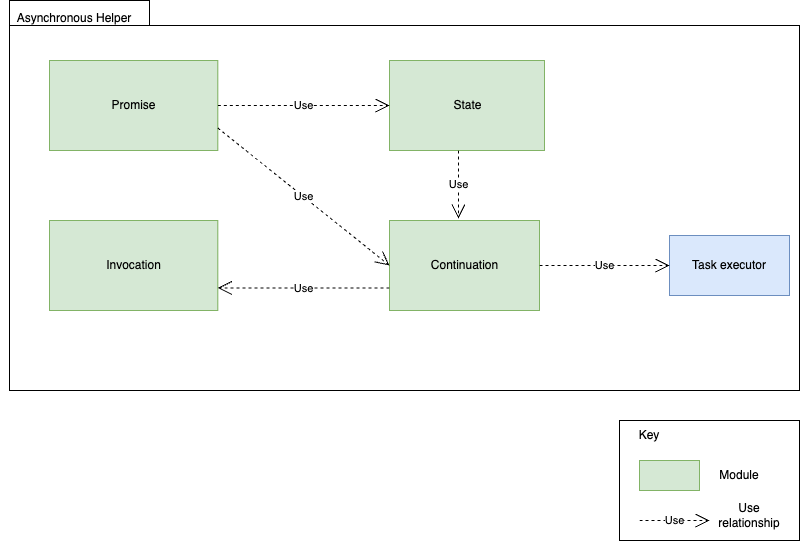 Asynchronous Helper
Promise
Use
State
Use
Use
Invocation
Continuation
Use
Task executor
Use
Key
Module
Use
Use
relationship